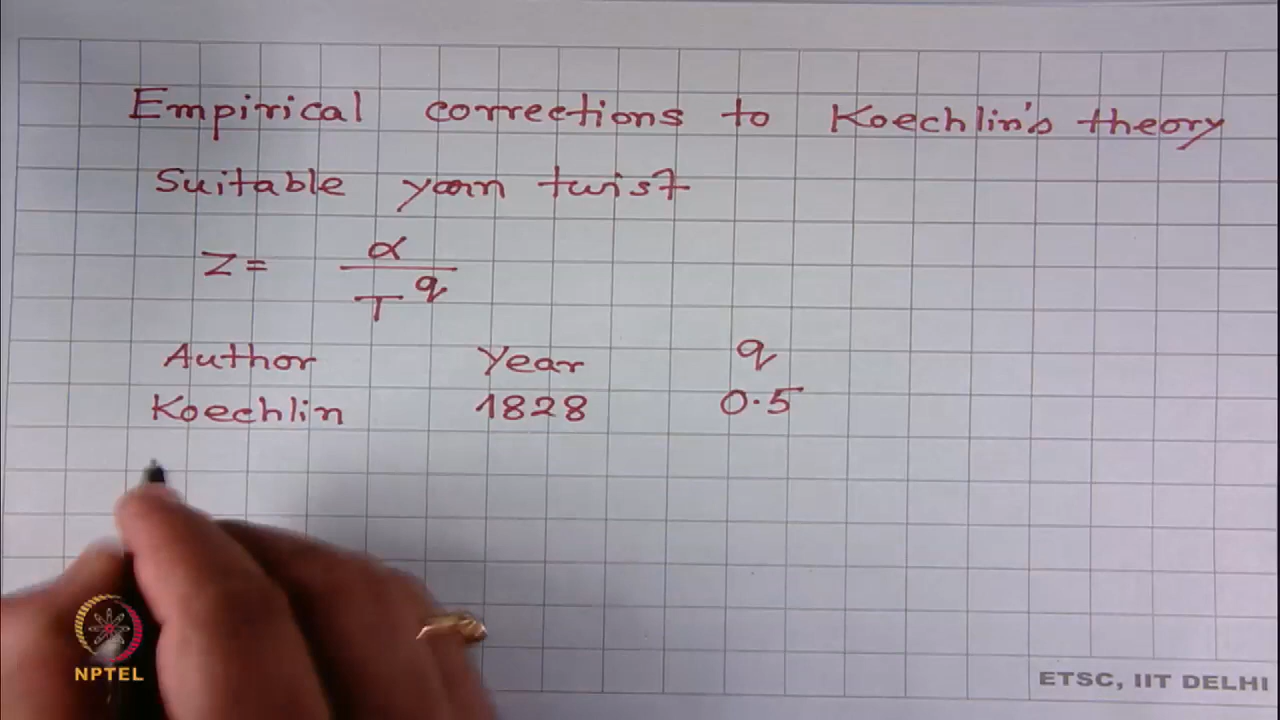 Empirical corrections to Koechlin's theory
Suitable yarn twist
Z = α / T^q
Author Year q
Koechlin 1828 0.5
NPTEL
ETSC, IIT DELHI